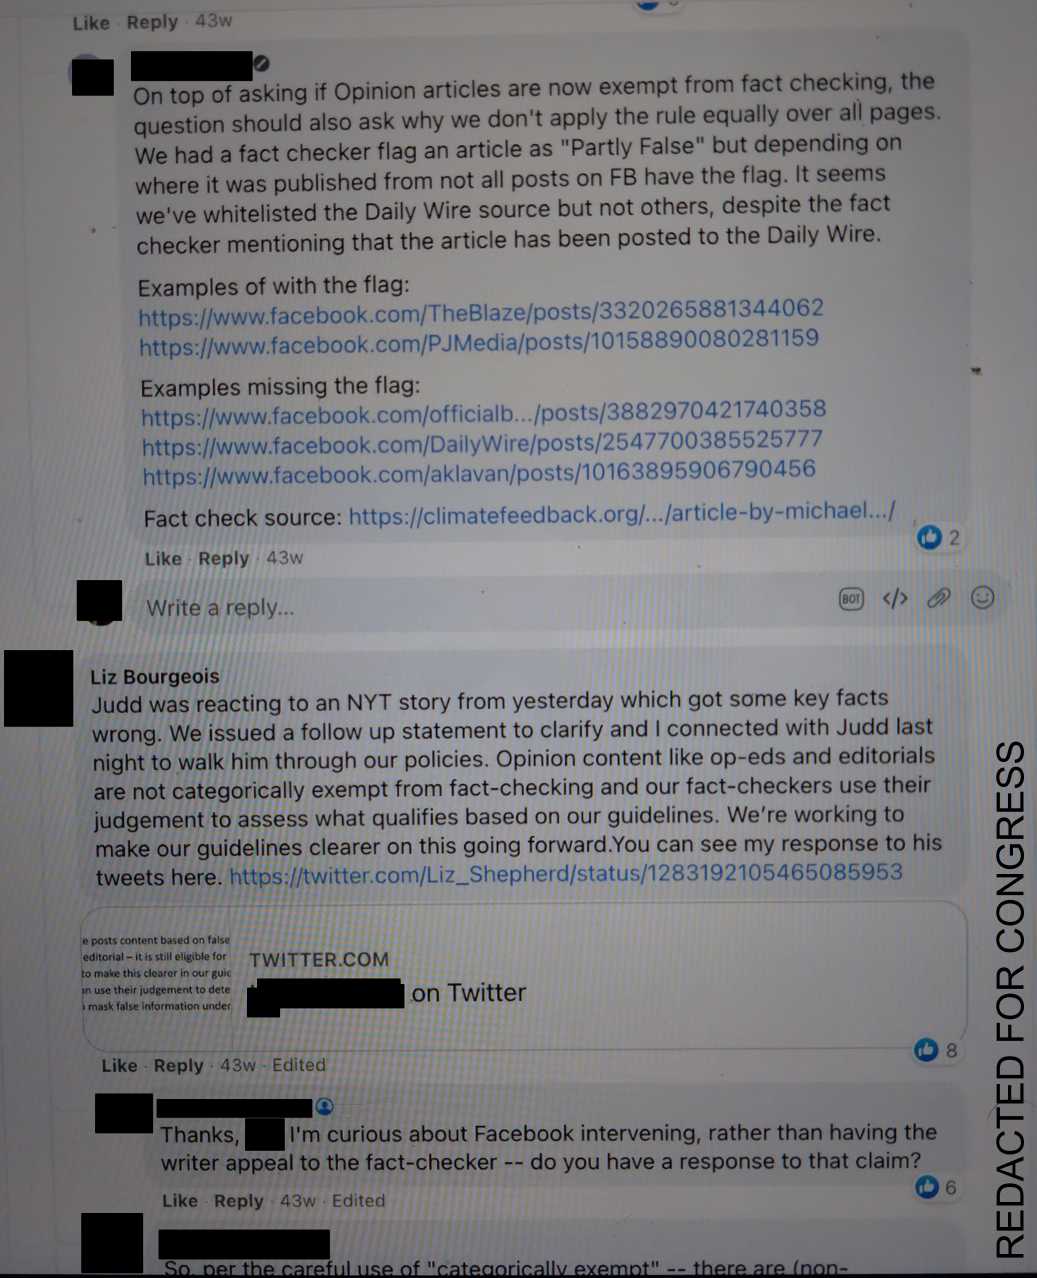 Like · Reply · 43w
On top of asking if Opinion articles are now exempt from fact checking, the
question should also ask why we don't apply the rule equally over all pages.
We had a fact checker flag an article as "Partly False" but depending on
where it was published from not all posts on FB have the flag. It seems
we've whitelisted the Daily Wire source but not others, despite the fact
checker mentioning that the article has been posted to the Daily Wire.
Examples of with the flag:
https://www.facebook.com/TheBlaze/posts/3320265881344062
https://www.facebook.com/PJMedia/posts/10158890080281159
Examples missing the flag:
https://www.facebook.com/officialb.../posts/3882970421740358
https://www.facebook.com/DailyWire/posts/2547700385525777
https://www.facebook.com/aklavan/posts/10163895906790456
Fact check source: https://climatefeedback.org/.../article-by-michael.../
2
Like · Reply · 43w
Write a reply...
BOT </>
Liz Bourgeois
Judd was reacting to an NYT story from yesterday which got some key facts
wrong. We issued a follow up statement to clarify and I connected with Judd last
night to walk him through our policies. Opinion content like op-eds and editorials
are not categorically exempt from fact-checking and our fact-checkers use their
judgement to assess what qualifies based on our guidelines. We're working to
make our guidelines clearer on this going forward.You can see my response to his
tweets here. https://twitter.com/Liz_Shepherd/status/1283192105465085953
e posts content based on false
editorial – it is still eligible for
to make this clearer in our guic
an use their judgement to dete
mask false information under
TWITTER.COM
on Twitter
8
Like · Reply · 43w · Edited
Thanks, I'm curious about Facebook intervening, rather than having the
writer appeal to the fact-checker -- do you have a response to that claim?
6
Like · Reply · 43w · Edited
So, per the careful use of "categorically exempt" -- there are (non-
REDACTED FOR CONGRESS